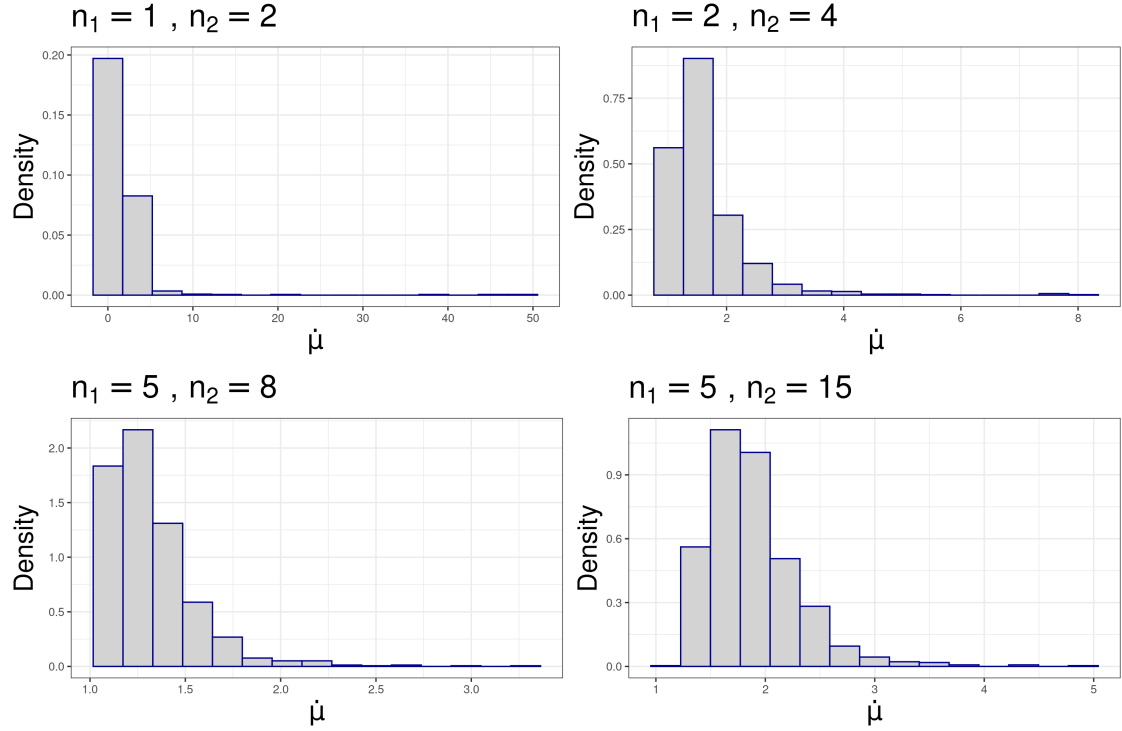 n₁ = 1 , n₂ = 2
Density
0.20
0.15
0.10
0.05
0.00
0 10 20 30 40 50
μ̇
n₁ = 2 , n₂ = 4
Density
0.75
0.50
0.25
0.00
2 4 6 8
μ̇
n₁ = 5 , n₂ = 8
Density
2.0
1.5
1.0
0.5
0.0
1.0 1.5 2.0 2.5 3.0
μ̇
n₁ = 5 , n₂ = 15
Density
0.9
0.6
0.3
0.0
1 2 3 4 5
μ̇